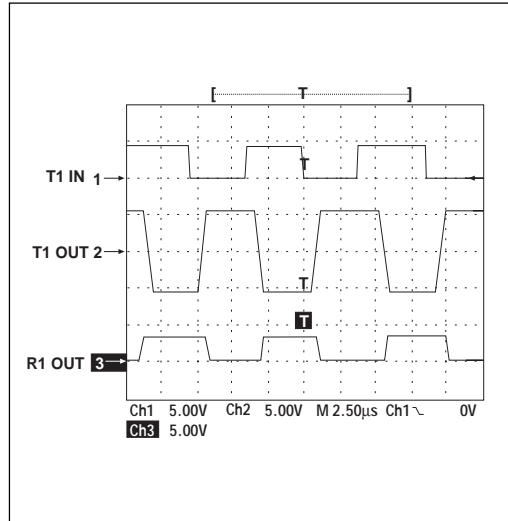 [ T ]
T1 IN 1
T
T1 OUT 2
T
T
R1 OUT 3
Ch1 5.00V Ch2 5.00V M 2.50µs Ch1 0V
Ch3 5.00V